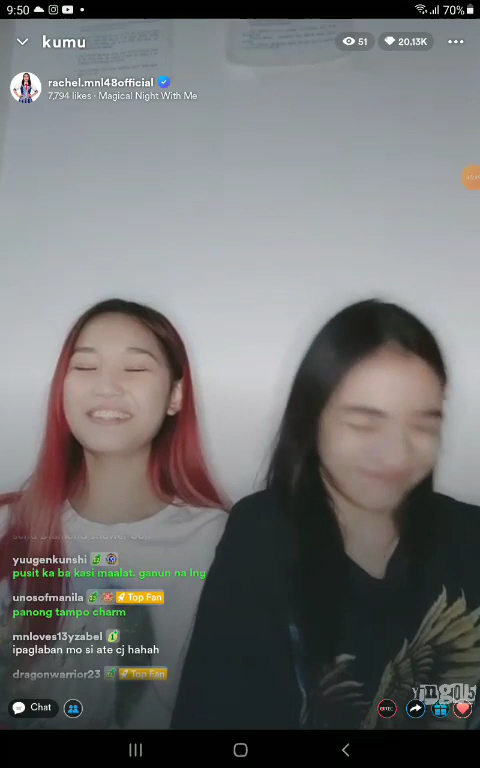 9:50
70%
kumu
51
20.13K
rachel.mnl48official
7,794 likes · Magical Night With Me
yuugenkunshi
pusit ka ba kasi maalat. ganun na lng
unosofmanila Top Fan
panong tampo charm
mnloves13yzabel
ipaglaban mo si ate cj hahah
dragonwarrior23 Top Fan
Chat